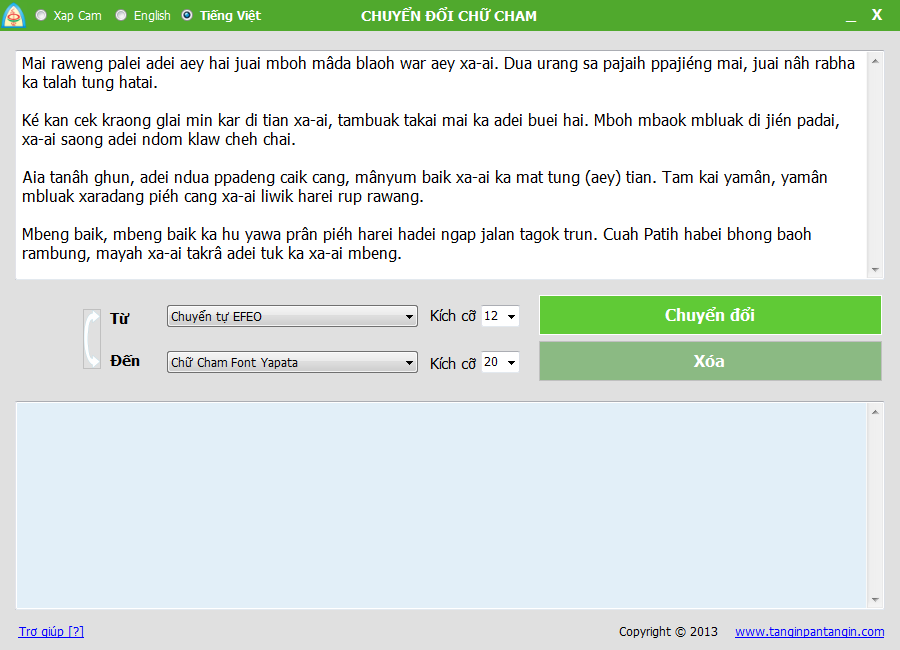 Xap Cam English Tiếng Việt CHUYỂN ĐỔI CHỮ CHAM _ X
Mai raweng palei adei aey hai juai mboh mâda blaoh war aey xa-ai. Dua urang sa pajaih ppajiéng mai, juai nâh rabha
ka talah tung hatai.
Ké kan cek kraong glai min kar di tian xa-ai, tambuak takai mai ka adei buei hai. Mboh mbaok mbluak di jién padai,
xa-ai saong adei ndom klaw cheh chai.
Aia tanâh ghun, adei ndua ppadeng caik cang, mânyum baik xa-ai ka mat tung (aey) tian. Tam kai yamân, yamân
mbluak xaradang piéh cang xa-ai liwik harei rup rawang.
Mbeng baik, mbeng baik ka hu yawa prân piéh harei hadei ngap jalan tagok trun. Cuah Patih habei bhong baoh
rambung, mayah xa-ai takrâ adei tuk ka xa-ai mbeng.
Từ Chuyển tự EFEO Kích cỡ 12 Chuyển đổi
Đến Chữ Cham Font Yapata Kích cỡ 20 Xóa
Trợ giúp [?] Copyright © 2013 www.tanginpantangin.com